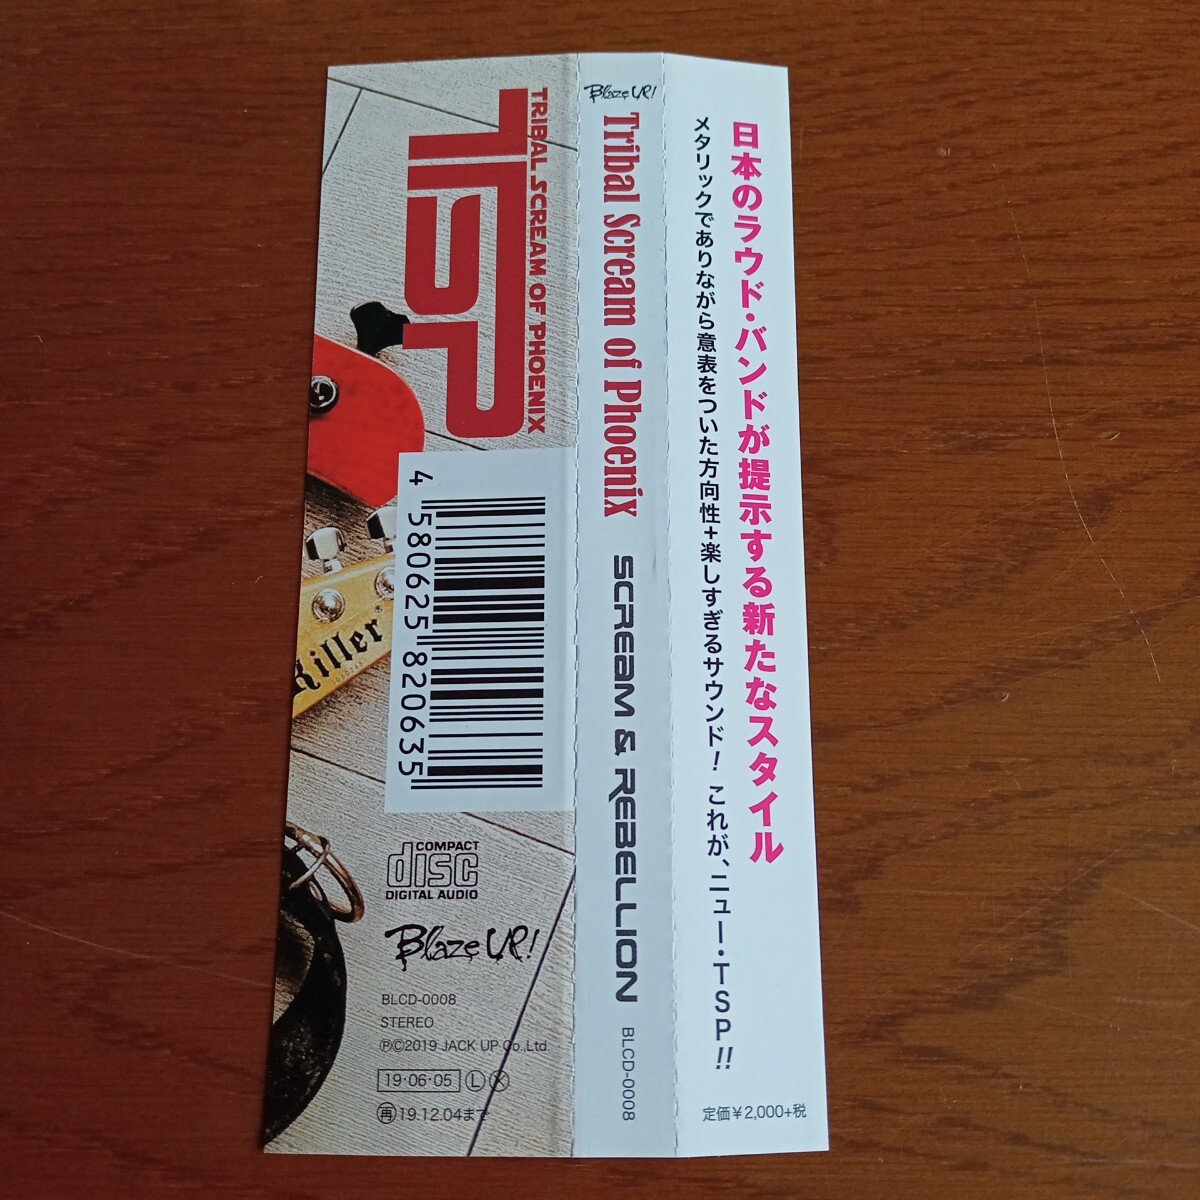 日本のラウド・バンドが提示する新たなスタイル
メタリックでありながら意表をついた方向性+楽しすぎるサウンド！ これが、ニュー・TSP!!
定価￥2,000+税
Blaze UP!
Tribal Scream of Phoenix
SCREAM & REBELLION
BLCD-0008
TRIBAL SCREAM OF PHOENIX
TSP
4 580625 820635
Killer
COMPACT
disc
DIGITAL AUDIO
Blaze UP!
BLCD-0008
STEREO
Ⓟ©2019 JACK UP Co.,Ltd.
19・06・05 Ⓛ Ⓧ
㊢19.12.04まで